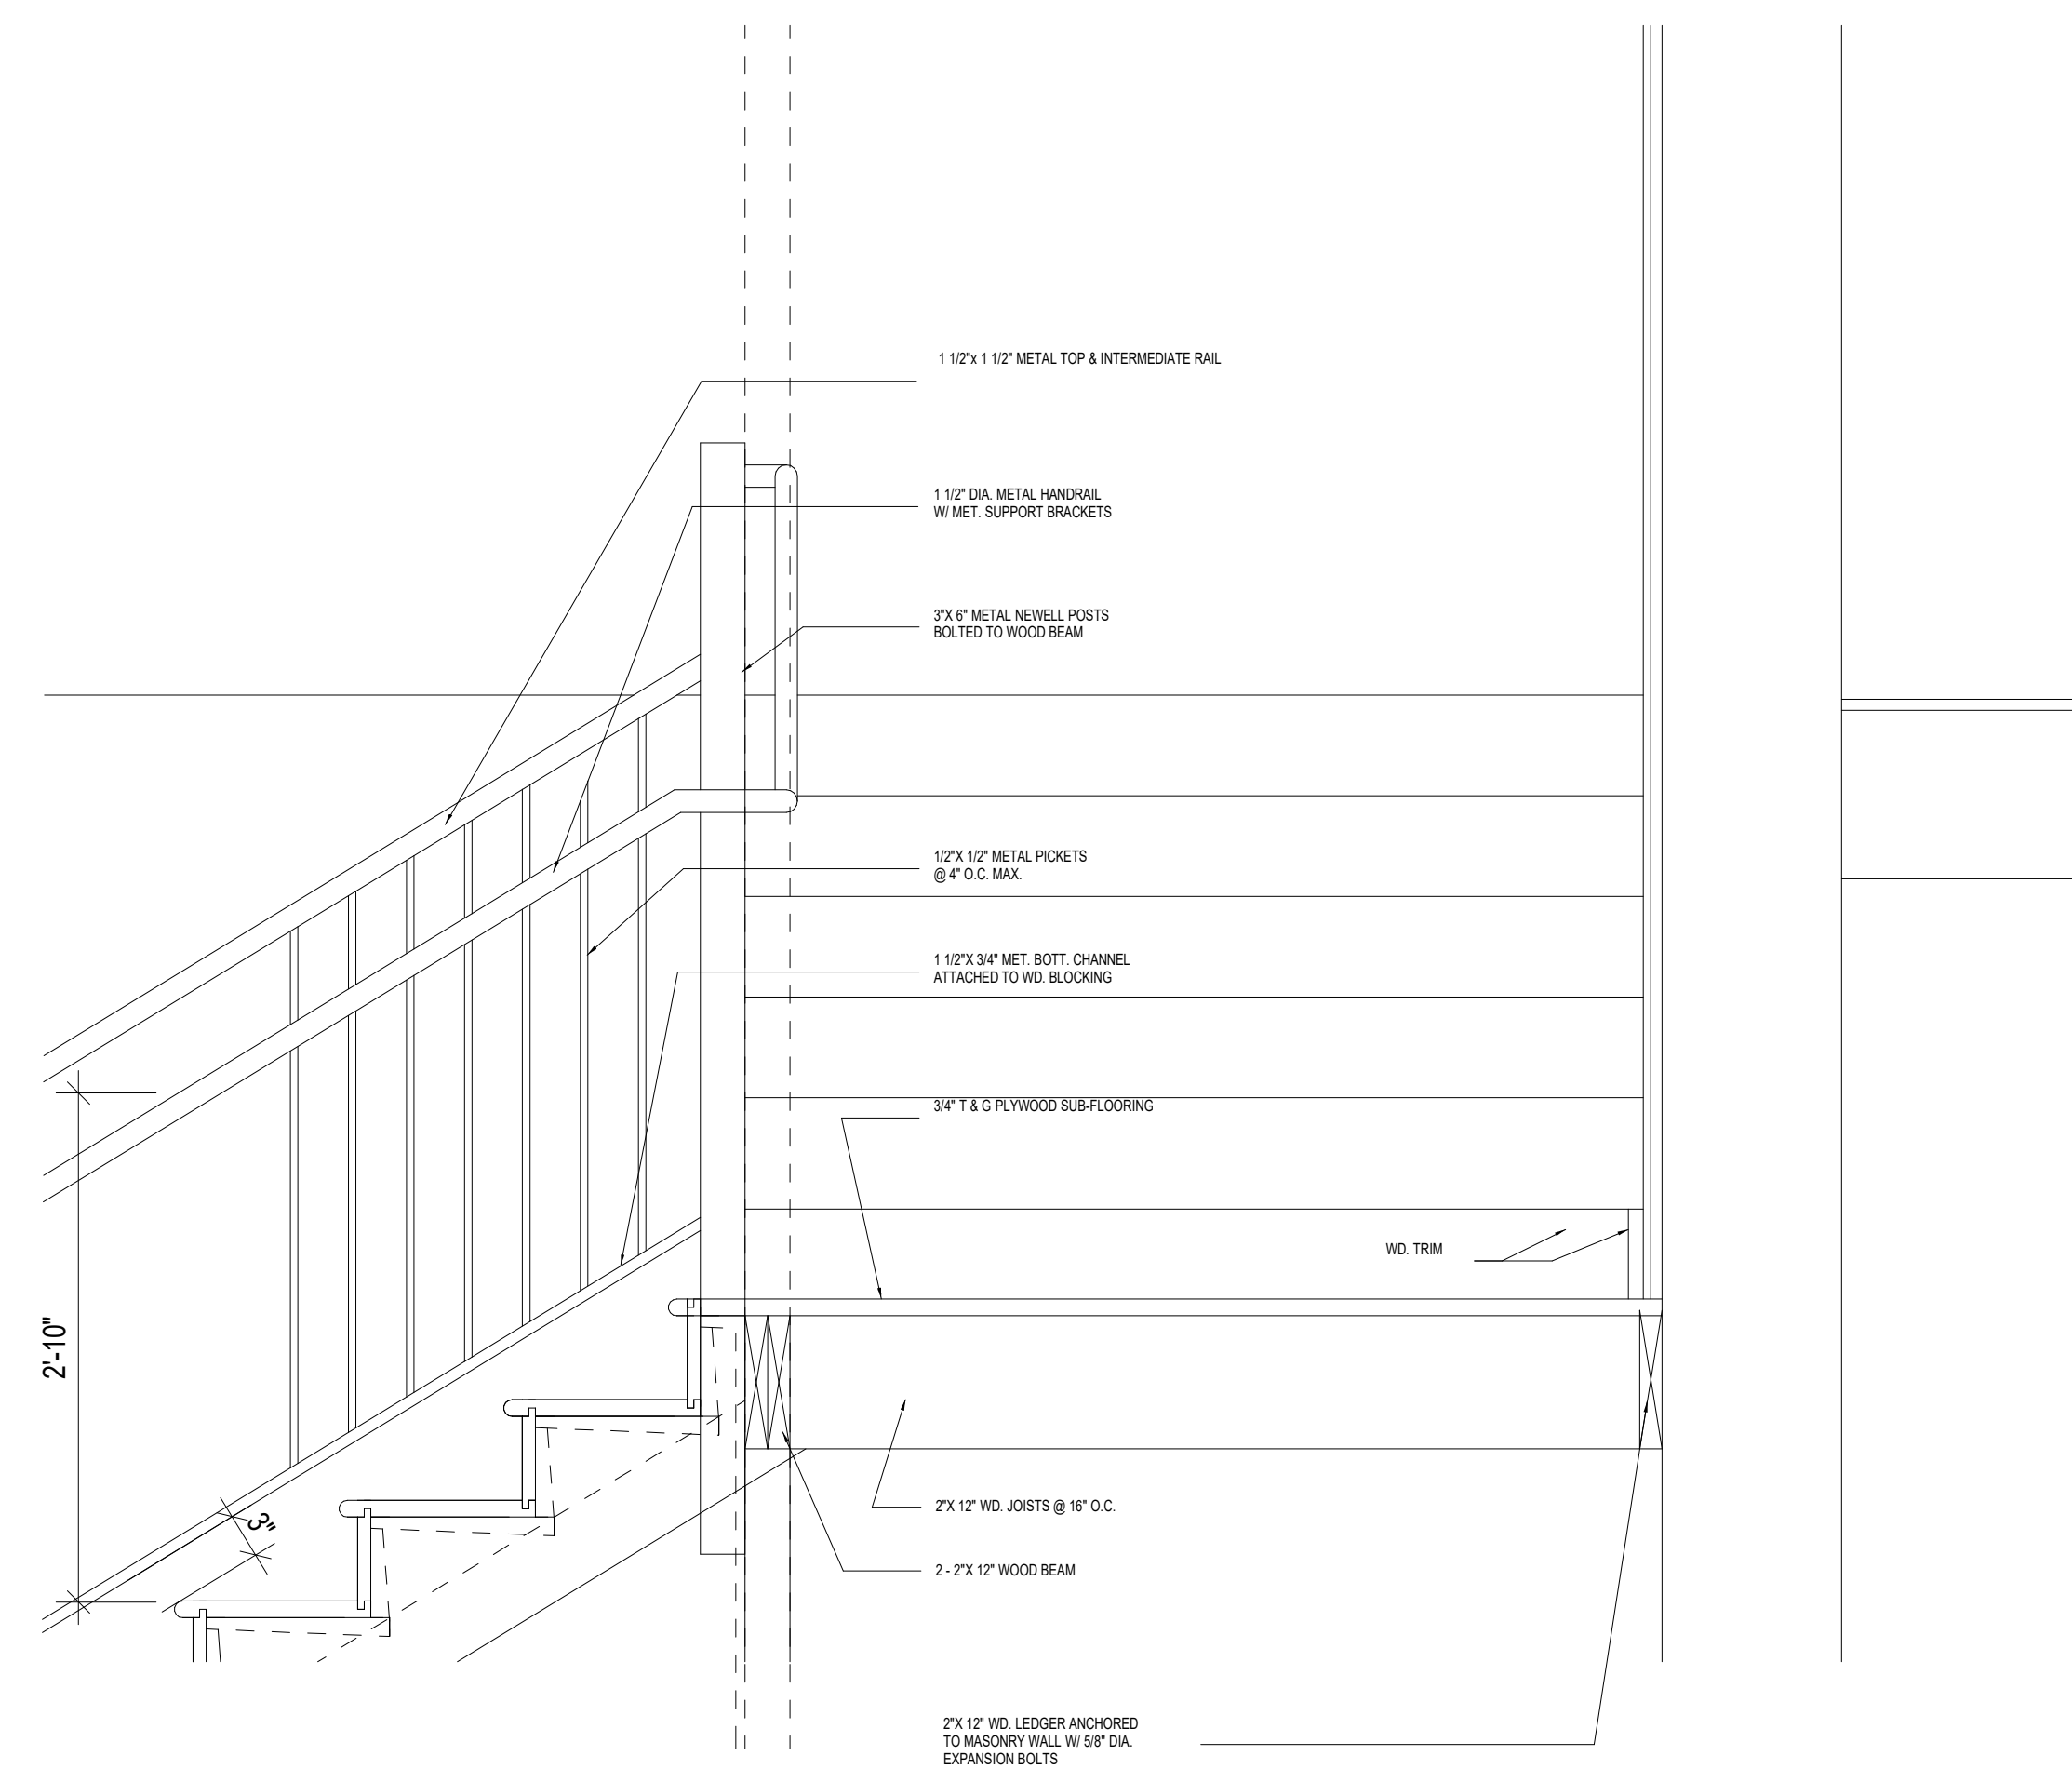 1 1/2"x 1 1/2" METAL TOP & INTERMEDIATE RAIL
1 1/2" DIA. METAL HANDRAIL
W/ MET. SUPPORT BRACKETS
3"X 6" METAL NEWELL POSTS
BOLTED TO WOOD BEAM
1/2"X 1/2" METAL PICKETS
@ 4" O.C. MAX.
1 1/2"X 3/4" MET. BOTT. CHANNEL
ATTACHED TO WD. BLOCKING
3/4" T & G PLYWOOD SUB-FLOORING
WD. TRIM
2'-10"
3"
2"X 12" WD. JOISTS @ 16" O.C.
2 - 2"X 12" WOOD BEAM
2"X 12" WD. LEDGER ANCHORED
TO MASONRY WALL W/ 5/8" DIA.
EXPANSION BOLTS